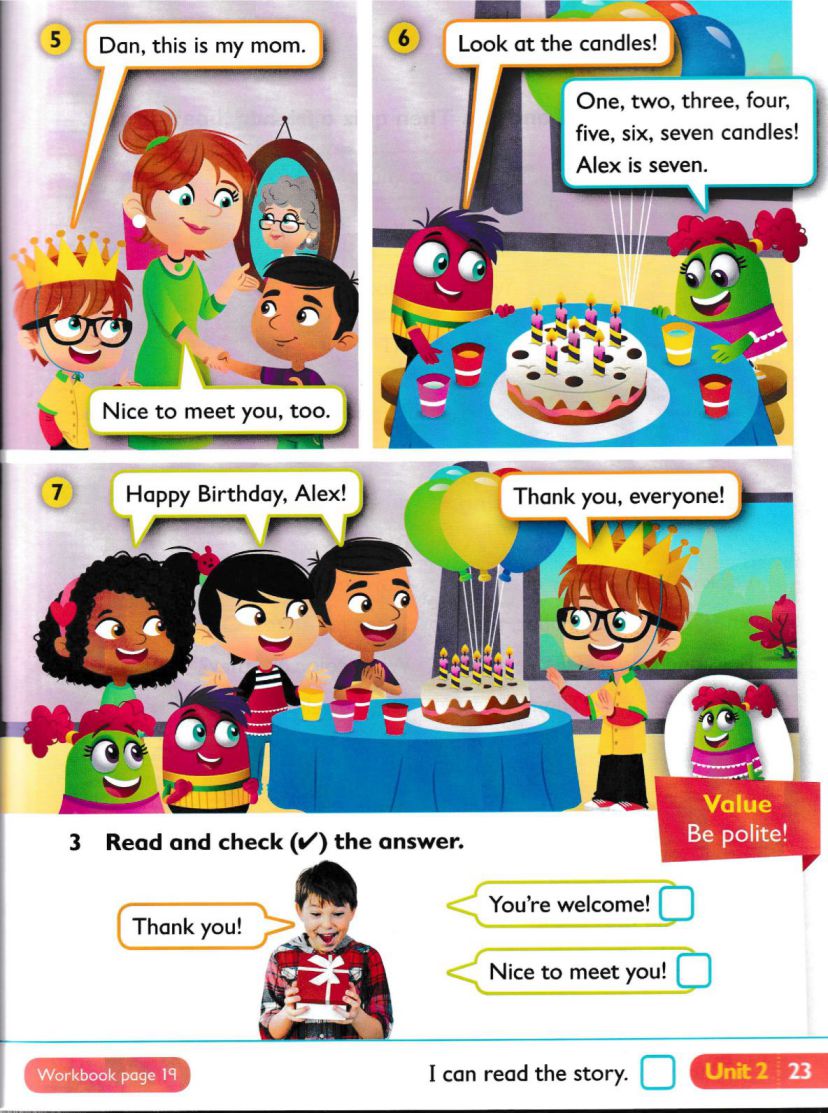 5
Dan, this is my mom.
Nice to meet you, too.
6
Look at the candles!
One, two, three, four,
five, six, seven candles!
Alex is seven.
7
Happy Birthday, Alex!
Thank you, everyone!
Value
Be polite!
3 Read and check (✔) the answer.
Thank you!
You're welcome!
Nice to meet you!
Workbook page 19
I can read the story.
Unit 2 23